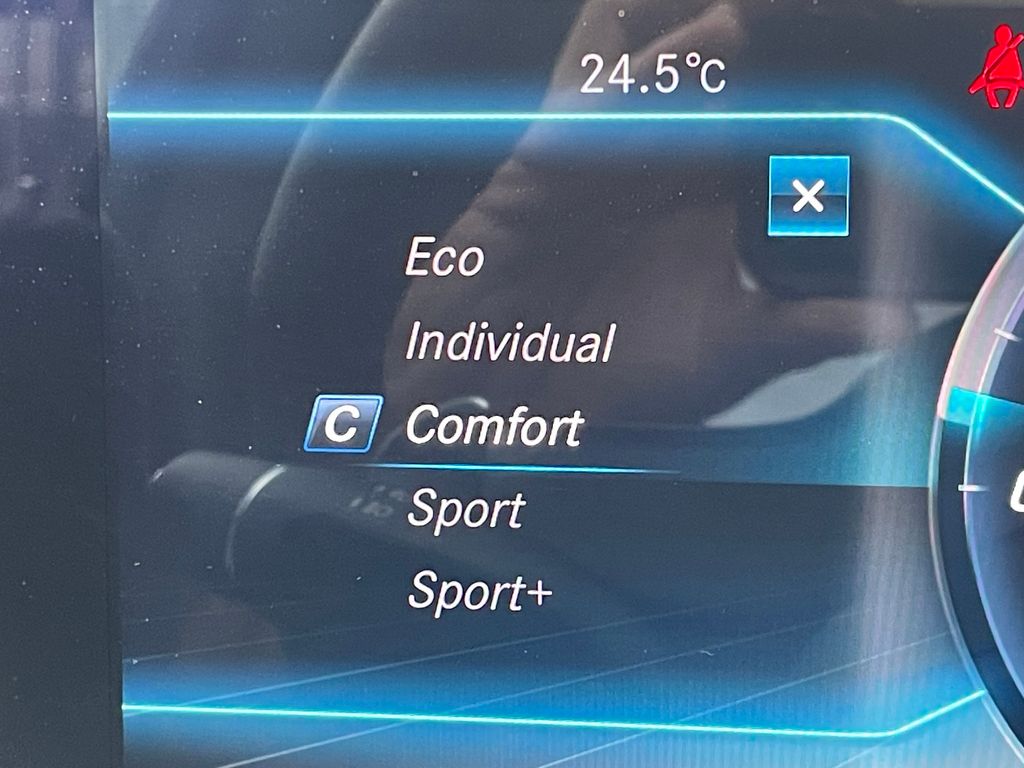 24.5°C
Eco
Individual
C Comfort
Sport
Sport+